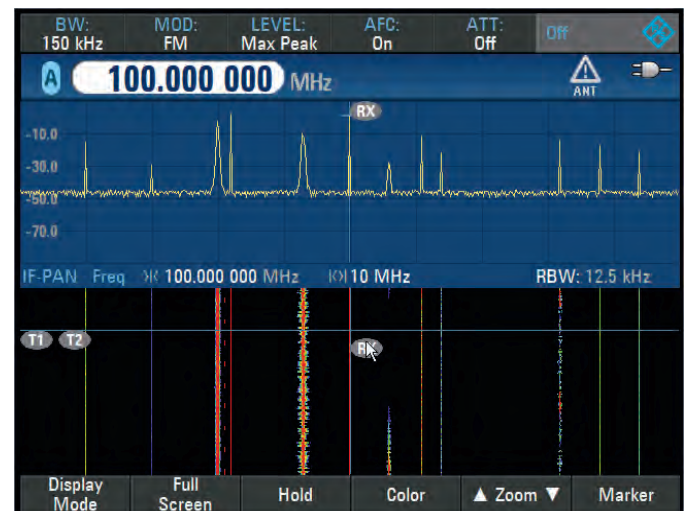 BW: MOD: LEVEL: AFC: ATT: Off
150 kHz FM Max Peak On Off
A 100.000 000 MHz ANT
RX
-10.0
-30.0
-50.0
-70.0
IF-PAN Freq 100.000 000 MHz 10 MHz RBW: 12.5 kHz
T1 T2
RX
Display Mode Full Screen Hold Color ▲ Zoom ▼ Marker